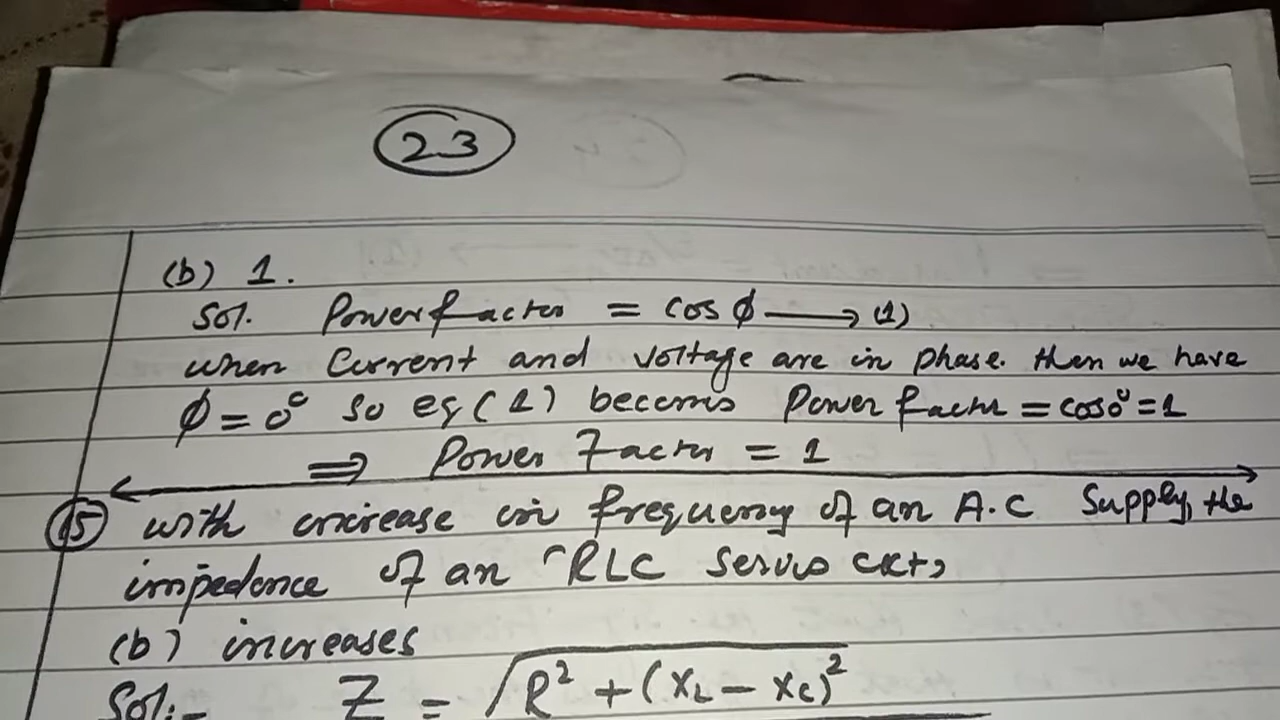 23
(b) 1.
Sol. Power factor = cos ϕ ⟶ (1)
when Current and voltage are in phase. then we have
ϕ = 0° so eq (1) becomes Power factor = cos0° = 1
⇒ Power Factor = 1
15 with increase in frequency of an A.C Supply, the
impedance of an RLC series ckt,
(b) increases
Sol:- Z = √R² + (XL - Xc)²